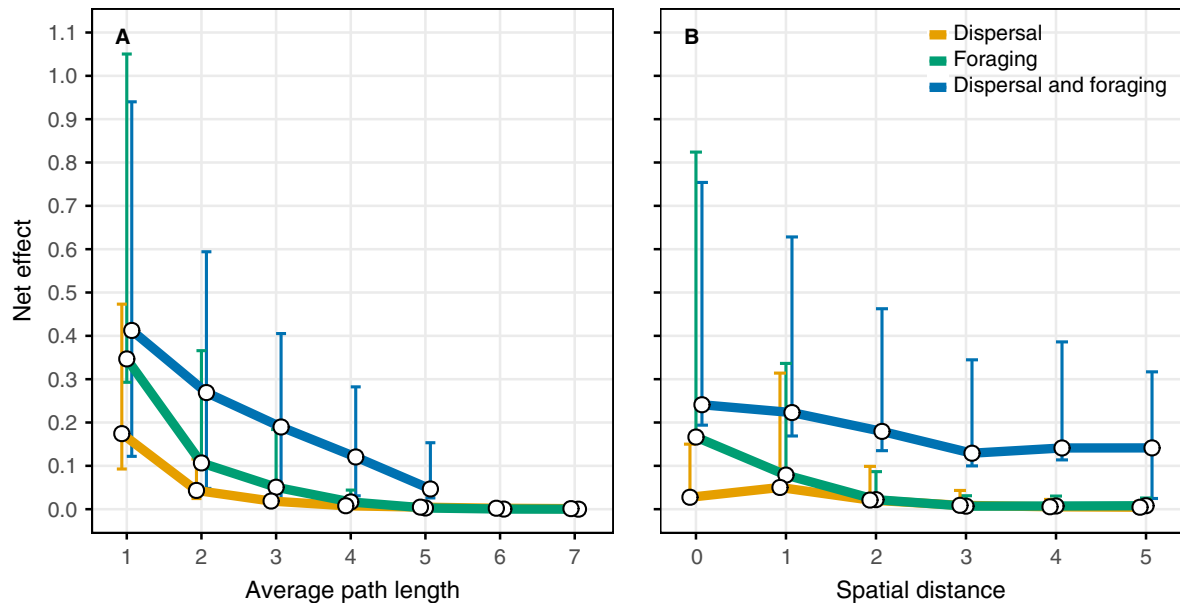 A
B
Dispersal
Foraging
Dispersal and foraging
1.1
1.0
0.9
0.8
0.7
0.6
0.5
0.4
0.3
0.2
0.1
0.0
Net effect
1 2 3 4 5 6 7
0 1 2 3 4 5
Average path length
Spatial distance